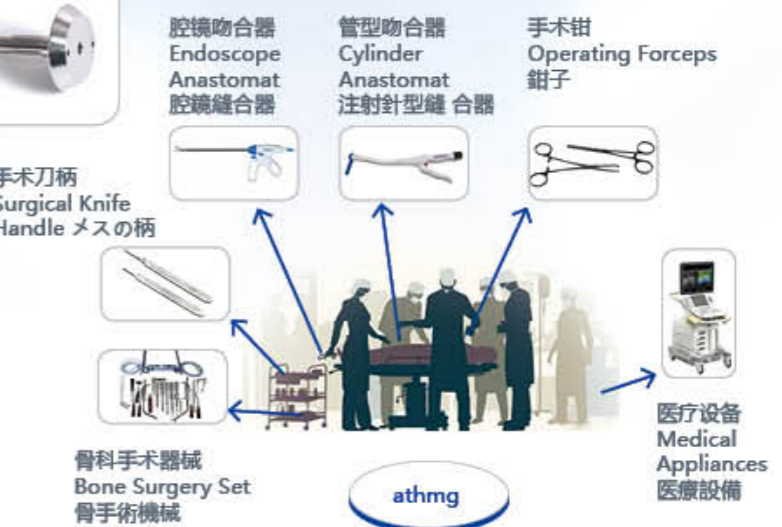 腔镜吻合器
Endoscope
Anastomat
腔鏡縫合器
管型吻合器
Cylinder
Anastomat
注射針型縫 合器
手术钳
Operating Forceps
鉗子
手术刀柄
Surgical Knife
Handle メスの柄
骨科手术器械
Bone Surgery Set
骨手術機械
athmg
医疗设备
Medical
Appliances
医療設備